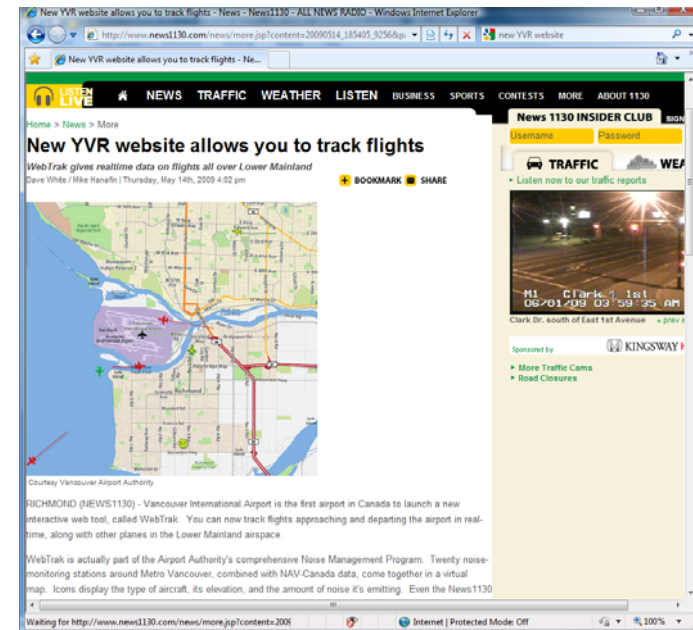 New YVR website allows you to track flights - News - News1130 - ALL NEWS RADIO - Windows Internet Explorer
http://www.news1130.com/news/more.jsp?content=20090514_185405_9256&p
new YVR website
New YVR website allows you to track flights - Ne...
LISTEN LIVE
NEWS TRAFFIC WEATHER LISTEN BUSINESS SPORTS CONTESTS MORE ABOUT 1130
Home > News > More
New YVR website allows you to track flights
WebTrak gives realtime data on flights all over Lower Mainland
Dave White / Mike Hanafin | Thursday, May 14th, 2009 4:02 pm
BOOKMARK SHARE
Richmond
Courtesy Vancouver Airport Authority
RICHMOND (NEWS1130) - Vancouver International Airport is the first airport in Canada to launch a new
interactive web tool, called WebTrak. You can now track flights approaching and departing the airport in real-
time, along with other planes in the Lower Mainland airspace.
WebTrak is actually part of the Airport Authority's comprehensive Noise Management Program. Twenty noise-
monitoring stations around Metro Vancouver, combined with NAV-Canada data, come together in a virtual
map. Icons display the type of aircraft, its elevation, and the amount of noise it's emitting. Even the News1130
News 1130 INSIDER CLUB SIGN
Username Password
TRAFFIC WEA
Listen now to our traffic reports
M1 Clark & 1st
06/01/09 03:59:35 AM
Clark Dr. south of East 1st Avenue « prev
Sponsored by KINGSWAY
More Traffic Cams
Road Closures
Waiting for http://www.news1130.com/news/more.jsp?content=2009
Internet | Protected Mode: Off
100%